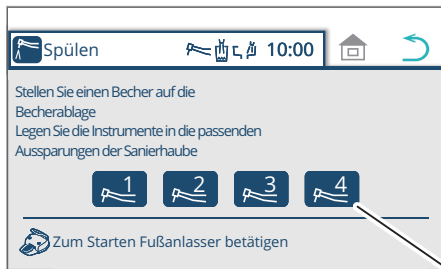 Spülen 10:00
Stellen Sie einen Becher auf die
Becherablage
Legen Sie die Instrumente in die passenden
Aussparungen der Sanierhaube
1 2 3 4
Zum Starten Fußanlasser betätigen